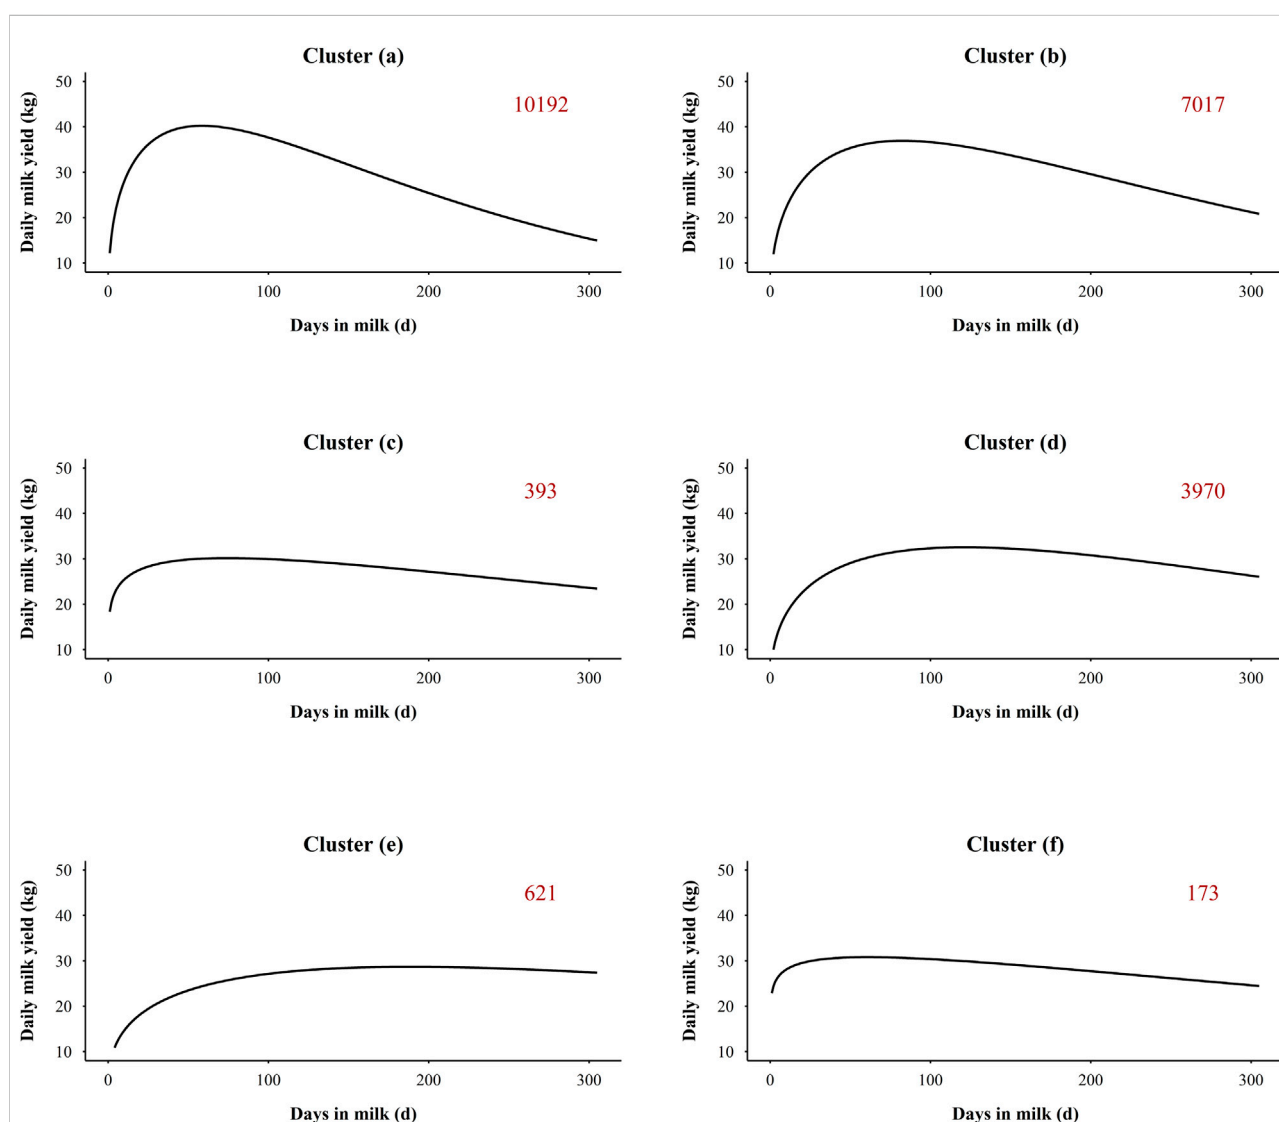 Cluster (a)
10192
Daily milk yield (kg)
50
40
30
20
10
0 100 200 300
Days in milk (d)
Cluster (b)
7017
Daily milk yield (kg)
50
40
30
20
10
0 100 200 300
Days in milk (d)
Cluster (c)
393
Daily milk yield (kg)
50
40
30
20
10
0 100 200 300
Days in milk (d)
Cluster (d)
3970
Daily milk yield (kg)
50
40
30
20
10
0 100 200 300
Days in milk (d)
Cluster (e)
621
Daily milk yield (kg)
50
40
30
20
10
0 100 200 300
Days in milk (d)
Cluster (f)
173
Daily milk yield (kg)
50
40
30
20
10
0 100 200 300
Days in milk (d)